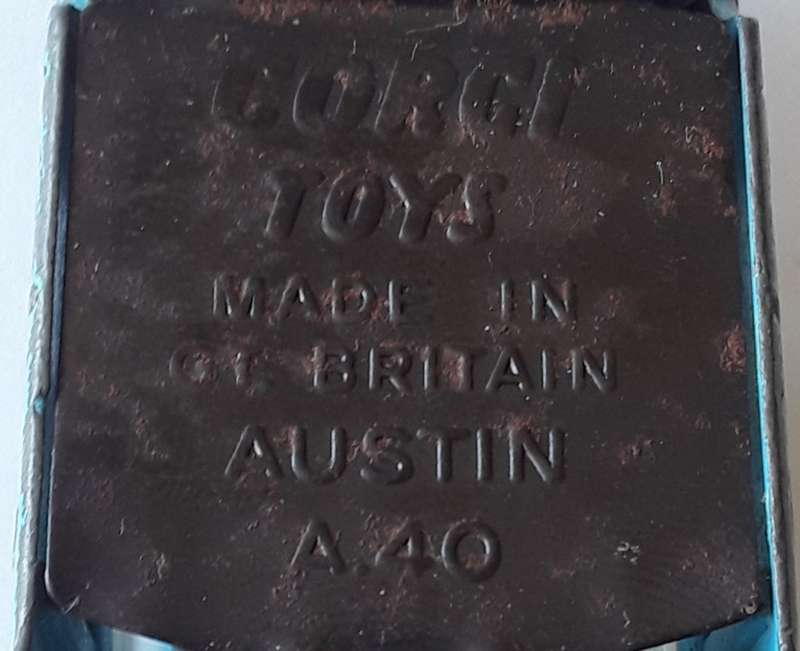 CORGI
TOYS
MADE IN
GT. BRITAIN
AUSTIN
A.40